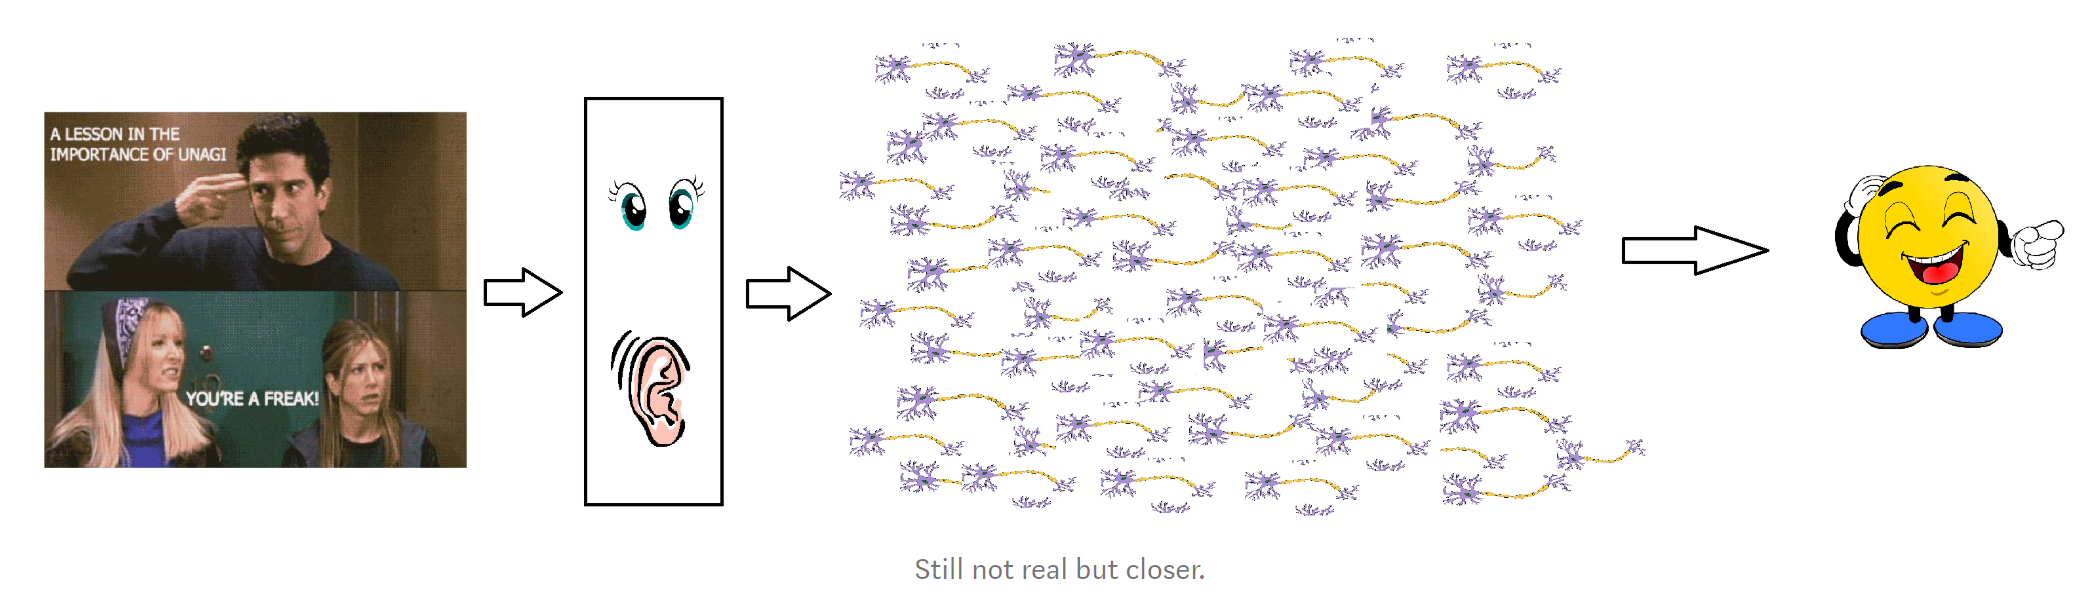 A LESSON IN THE
IMPORTANCE OF UNAGI
YOU'RE A FREAK!
Still not real but closer.